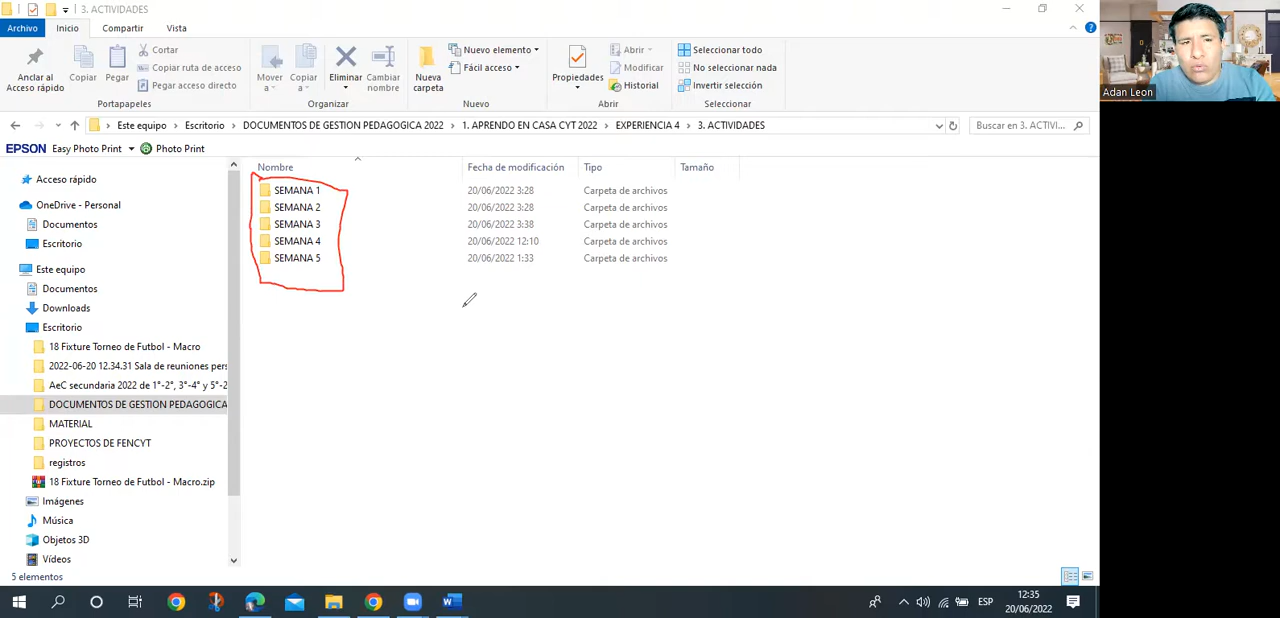 3. ACTIVIDADES
Archivo Inicio Compartir Vista
Anclar al Acceso rápido
Copiar
Pegar
Cortar
Copiar ruta de acceso
Pegar acceso directo
Portapapeles
Mover a
Copiar a
Eliminar
Cambiar nombre
Organizar
Nueva carpeta
Nuevo elemento
Fácil acceso
Nuevo
Propiedades
Abrir
Modificar
Historial
Abrir
Seleccionar todo
No seleccionar nada
Invertir selección
Seleccionar
Adan Leon
Este equipo › Escritorio › DOCUMENTOS DE GESTION PEDAGOGICA 2022 › 1. APRENDO EN CASA CYT 2022 › EXPERIENCIA 4 › 3. ACTIVIDADES
Buscar en 3. ACTIVI...
EPSON Easy Photo Print Photo Print
Nombre Fecha de modificación Tipo Tamaño
SEMANA 1 20/06/2022 3:28 Carpeta de archivos
SEMANA 2 20/06/2022 3:28 Carpeta de archivos
SEMANA 3 20/06/2022 3:38 Carpeta de archivos
SEMANA 4 20/06/2022 12:10 Carpeta de archivos
SEMANA 5 20/06/2022 1:33 Carpeta de archivos
Acceso rápido
OneDrive - Personal
Documentos
Escritorio
Este equipo
Documentos
Downloads
Escritorio
18 Fixture Torneo de Futbol - Macro
2022-06-20 12.34.31 Sala de reuniones pers
AeC secundaria 2022 de 1°-2°, 3°-4° y 5°-2
DOCUMENTOS DE GESTION PEDAGOGICA
MATERIAL
PROYECTOS DE FENCYT
registros
18 Fixture Torneo de Futbol - Macro.zip
Imágenes
Música
Objetos 3D
Vídeos
5 elementos
ESP
12:35
20/06/2022